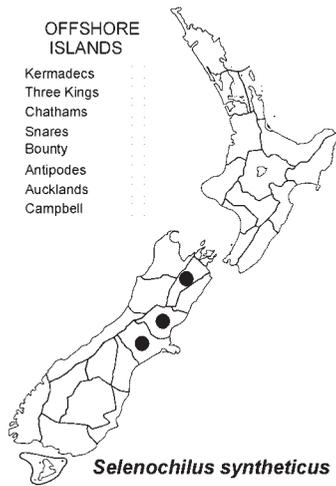 OFFSHORE
ISLANDS
Kermadecs
Three Kings
Chathams
Snares
Bounty
Antipodes
Aucklands
Campbell
Selenochilus syntheticus